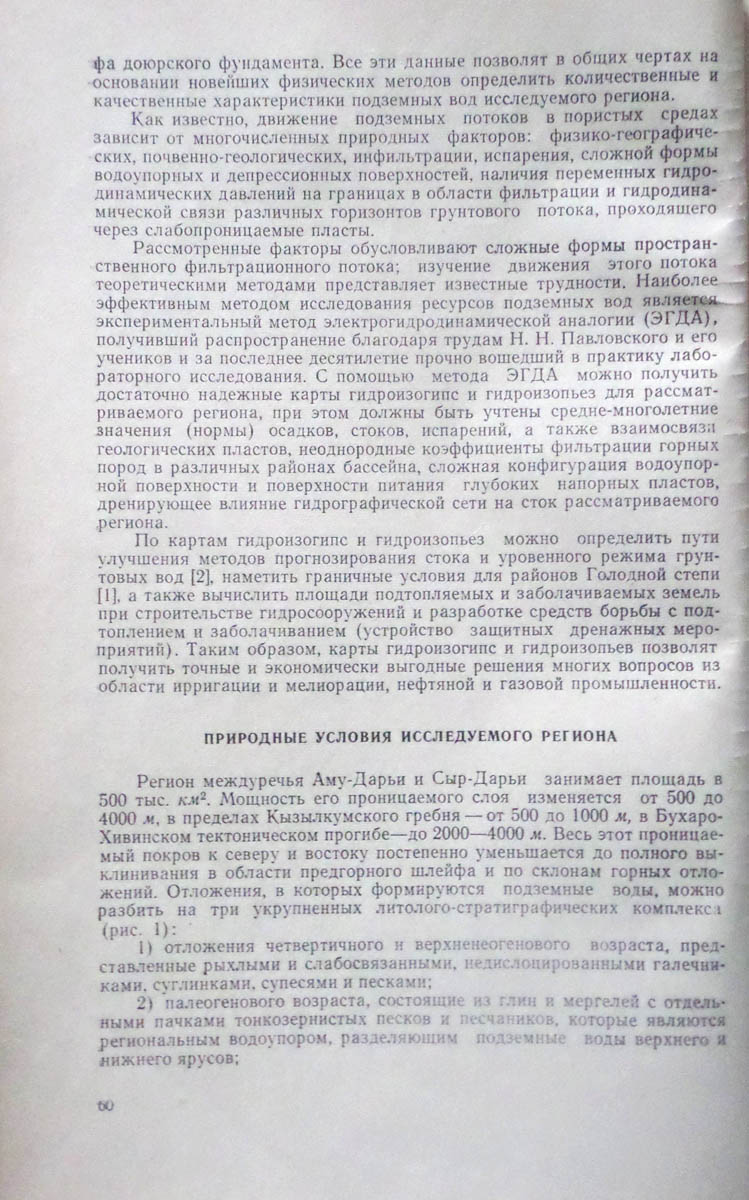 фа доюрского фундамента. Все эти данные позволят в общих чертах на
основании новейших физических методов определить количественные и
качественные характеристики подземных вод исследуемого региона.
Как известно, движение подземных потоков в пористых средах
зависит от многочисленных природных факторов: физико-географиче-
ских, почвенно-геологических, инфильтрации, испарения, сложной формы
водоупорных и депрессионных поверхностей, наличия переменных гидро-
динамических давлений на границах в области фильтрации и гидродина-
мической связи различных горизонтов грунтового потока, проходящего
через слабопроницаемые пласты.
Рассмотренные факторы обусловливают сложные формы простран-
ственного фильтрационного потока; изучение движения этого потока
теоретическими методами представляет известные трудности. Наиболее
эффективным методом исследования ресурсов подземных вод является
экспериментальный метод электрогидродинамической аналогии (ЭГДА),
получивший распространение благодаря трудам Н. Н. Павловского и его
учеников и за последнее десятилетие прочно вошедший в практику лабо-
раторного исследования. С помощью метода ЭГДА можно получить
достаточно надежные карты гидроизогипс и гидроизопьез для рассмат-
риваемого региона, при этом должны быть учтены средне-многолетние
значения (нормы) осадков, стоков, испарений, а также взаимосвязь
геологических пластов, неоднородные коэффициенты фильтрации горных
пород в различных районах бассейна, сложная конфигурация водоупор-
ной поверхности и поверхности питания глубоких напорных пластов,
дренирующее влияние гидрографической сети на сток рассматриваемого
региона.
По картам гидроизогипс и гидроизопьез можно определить пути
улучшения методов прогнозирования стока и уровенного режима грун-
товых вод [2], наметить граничные условия для районов Голодной степи
[1], а также вычислить площади подтопляемых и заболачиваемых земель
при строительстве гидросооружений и разработке средств борьбы с под-
топлением и заболачиванием (устройство защитных дренажных меро-
приятий). Таким образом, карты гидроизогипс и гидроизопьев позволят
получить точные и экономически выгодные решения многих вопросов из
области ирригации и мелиорации, нефтяной и газовой промышленности.
ПРИРОДНЫЕ УСЛОВИЯ ИССЛЕДУЕМОГО РЕГИОНА
Регион междуречья Аму-Дарьи и Сыр-Дарьи занимает площадь в
500 тыс. км². Мощность его проницаемого слоя изменяется от 500 до
4000 м, в пределах Кызылкумского гребня — от 500 до 1000 м, в Бухаро-
Хивинском тектоническом прогибе—до 2000—4000 м. Весь этот проницае-
мый покров к северу и востоку постепенно уменьшается до полного вы-
клинивания в области предгорного шлейфа и по склонам горных отло-
жений. Отложения, в которых формируются подземные воды, можно
разбить на три укрупненных литолого-стратиграфических комплекса
(рис. 1):
1) отложения четвертичного и верхненеогенового возраста, пред-
ставленные рыхлыми и слабосвязанными, недислоцированными галечни-
ками, суглинками, супесями и песками;
2) палеогенового возраста, состоящие из глин и мергелей с отдель-
ными пачками тонкозернистых песков и песчаников, которые являются
региональным водоупором, разделяющим подземные воды верхнего и
нижнего ярусов;
60